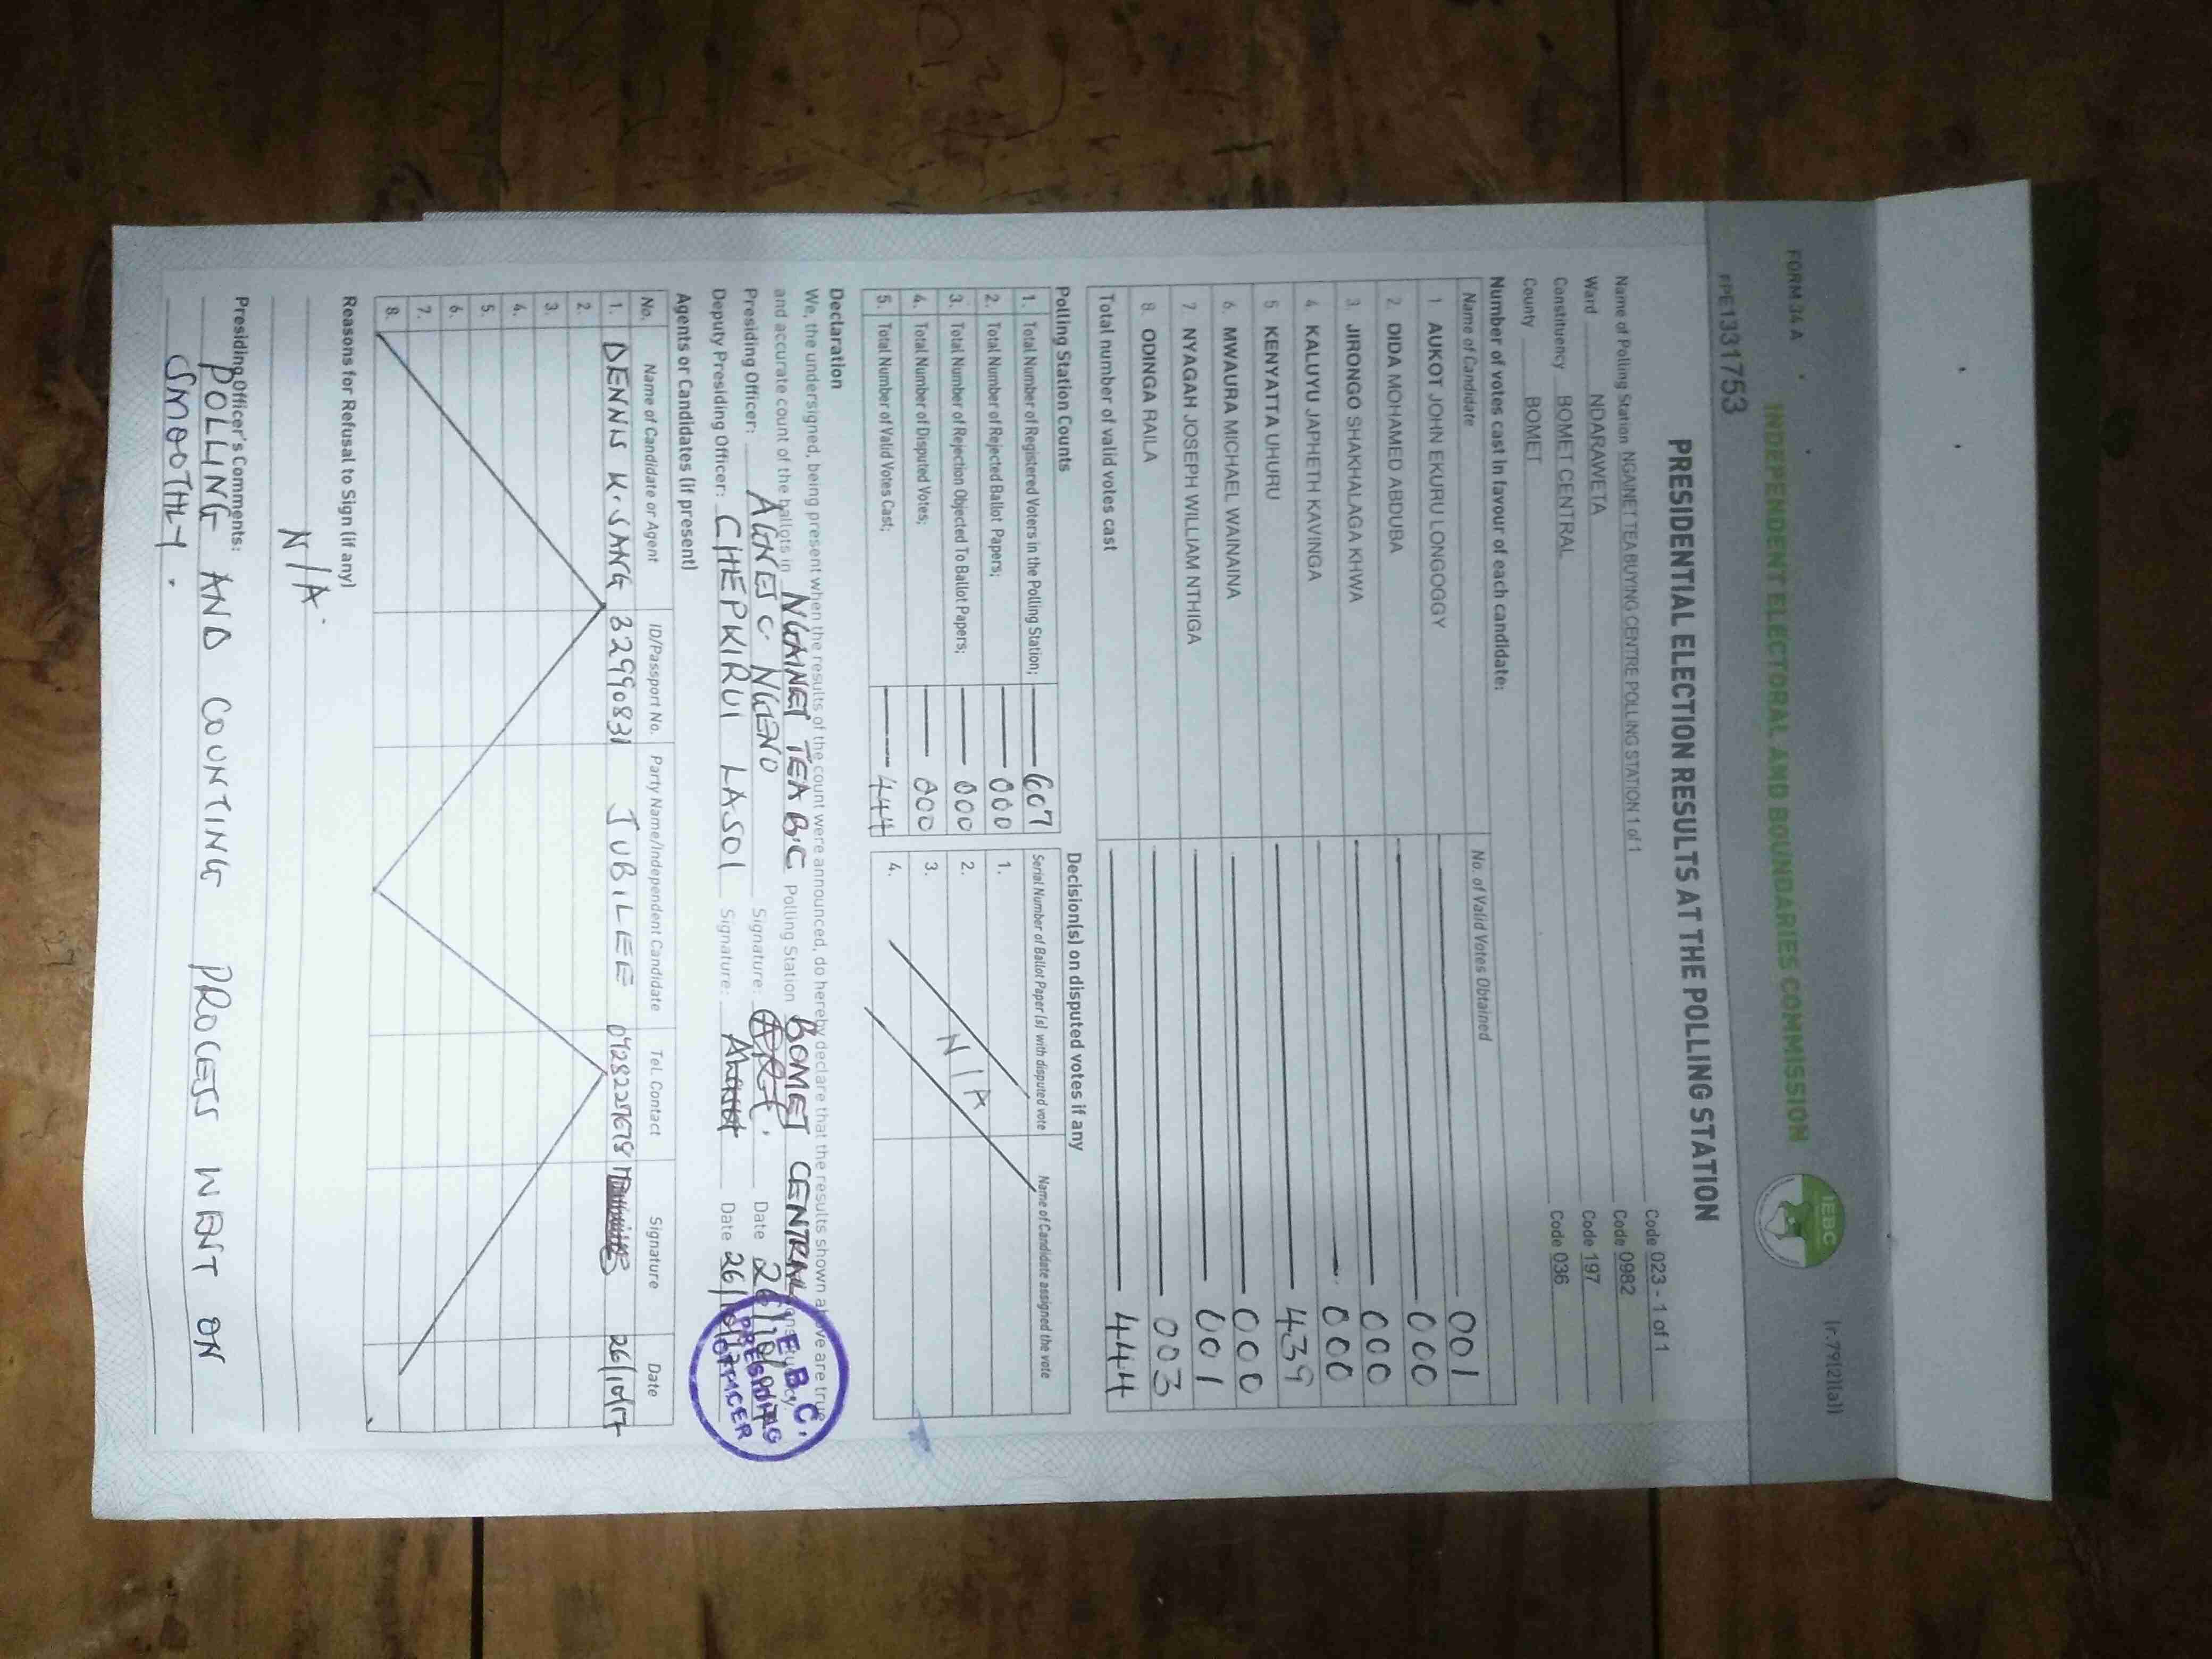 FORM 34 A
(r.79(2)(a))
INDEPENDENT ELECTORAL AND BOUNDARIES COMMISSION
IEBC
PE1331753
PRESIDENTIAL ELECTION RESULTS AT THE POLLING STATION
Name of Polling Station NGAINET TEA BUYING CENTRE POLLING STATION 1 of 1 Code 023 - 1 of 1
Ward NDARAWETA Code 0982
Constituency BOMET CENTRAL Code 197
County BOMET Code 036
Number of votes cast in favour of each candidate:
Name of Candidate No. of Valid Votes Obtained
1 AUKOT JOHN EKURU LONGOGGY 001
2. DIDA MOHAMED ABDUBA 000
3. JIRONGO SHAKHALAGA KHWA 000
4. KALUYU JAPHETH KAVINGA 000
5 KENYATTA UHURU 439
6. MWAURA MICHAEL WAINAINA 000
7. NYAGAH JOSEPH WILLIAM NTHIGA 001
8. ODINGA RAILA 003
Total number of valid votes cast 444
Polling Station Counts
1. Total Number of Registered Voters in the Polling Station; 607
2. Total Number of Rejected Ballot Papers; 000
3. Total Number of Rejection Objected To Ballot Papers; 000
4. Total Number of Disputed Votes; 000
5. Total Number of Valid Votes Cast; 444
Decision(s) on disputed votes if any
Serial Number of Ballot Paper(s) with disputed vote Name of Candidate assigned the vote
1.
2.
3.
4.
N/A
Declaration
We, the undersigned, being present when the results of the count were announced, do hereby declare that the results shown above are true
and accurate count of the ballots in NGAINET TEA B.C Polling Station BOMET CENTRAL Constituency
Presiding Officer: AGNES C. NGENO Signature: Date 26/10/2017
Deputy Presiding Officer: CHEPKIRUI LASOI Signature: Date 26/10/17
I.E.B.C.
PRESIDING
OFFICER
Agents or Candidates (if present)
No. Name of Candidate or Agent ID/Passport No. Party Name/Independent Candidate Tel. Contact Signature Date
1. DENNIS K. SANG 32990831 JUBILEE 0728227678 26/10/17
2.
3.
4.
5.
6.
7.
8.
Reasons for Refusal to Sign (if any)
N/A
Presiding Officer's Comments:
POLLING AND COUNTING PROCESS WENT ON
SMOOTHLY.